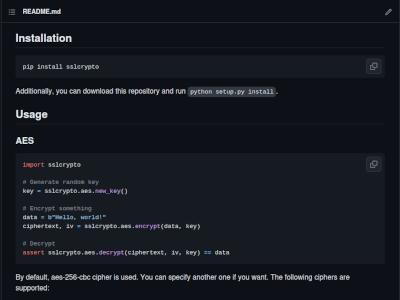 README.md
Installation
pip install sslcrypto
Additionally, you can download this repository and run python setup.py install.
Usage
AES
import sslcrypto
# Generate random key
key = sslcrypto.aes.new_key()
# Encrypt something
data = b"Hello, world!"
ciphertext, iv = sslcrypto.aes.encrypt(data, key)
# Decrypt
assert sslcrypto.aes.decrypt(ciphertext, iv, key) == data
By default, aes-256-cbc cipher is used. You can specify another one if you want. The following ciphers are
supported: